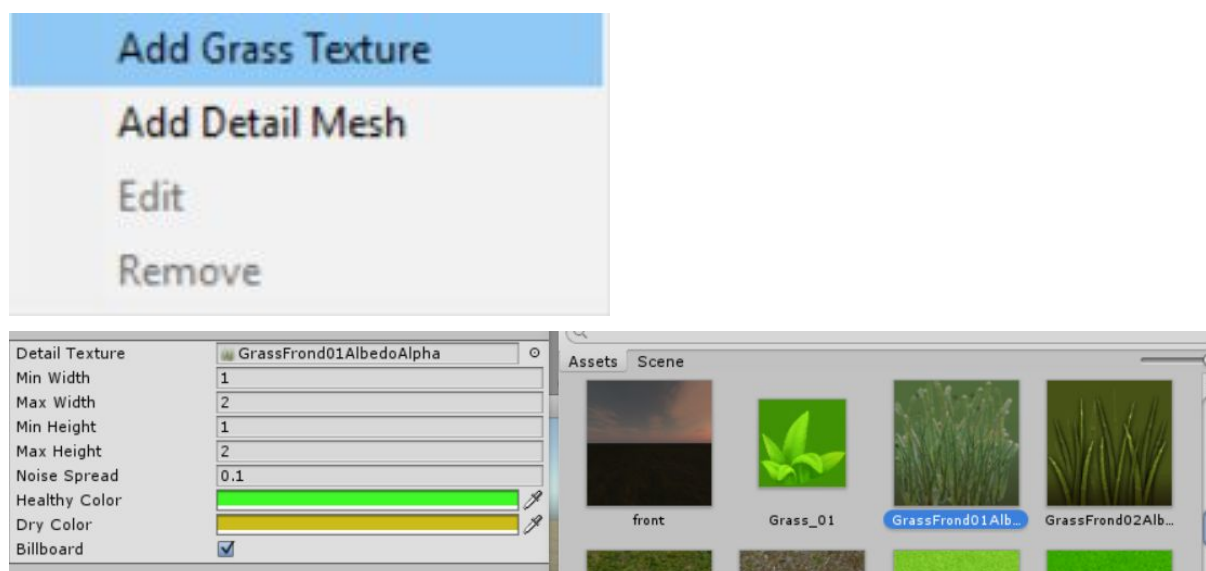 Add Grass Texture
Add Detail Mesh
Edit
Remove
Detail Texture GrassFrond01AlbedoAlpha
Min Width 1
Max Width 2
Min Height 1
Max Height 2
Noise Spread 0.1
Healthy Color
Dry Color
Billboard
Assets Scene
front Grass_01 GrassFrond01Alb... GrassFrond02Alb...